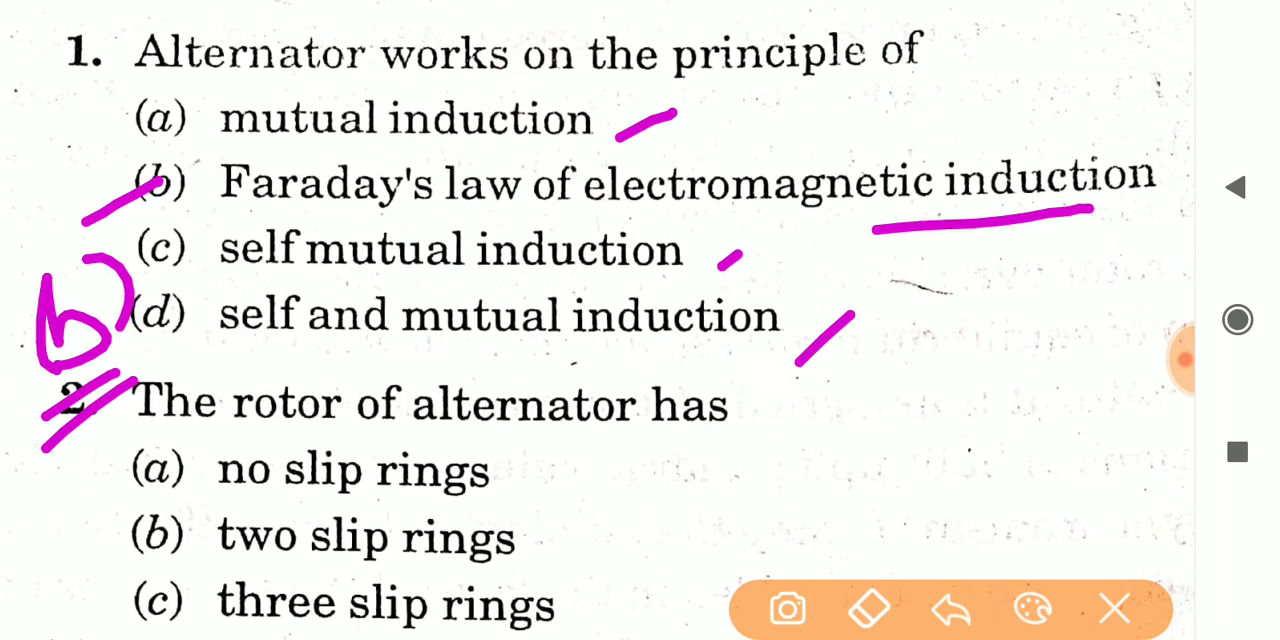 1. Alternator works on the principle of
(a) mutual induction
(b) Faraday's law of electromagnetic induction
(c) self mutual induction
b)
(d) self and mutual induction
2. The rotor of alternator has
(a) no slip rings
(b) two slip rings
(c) three slip rings